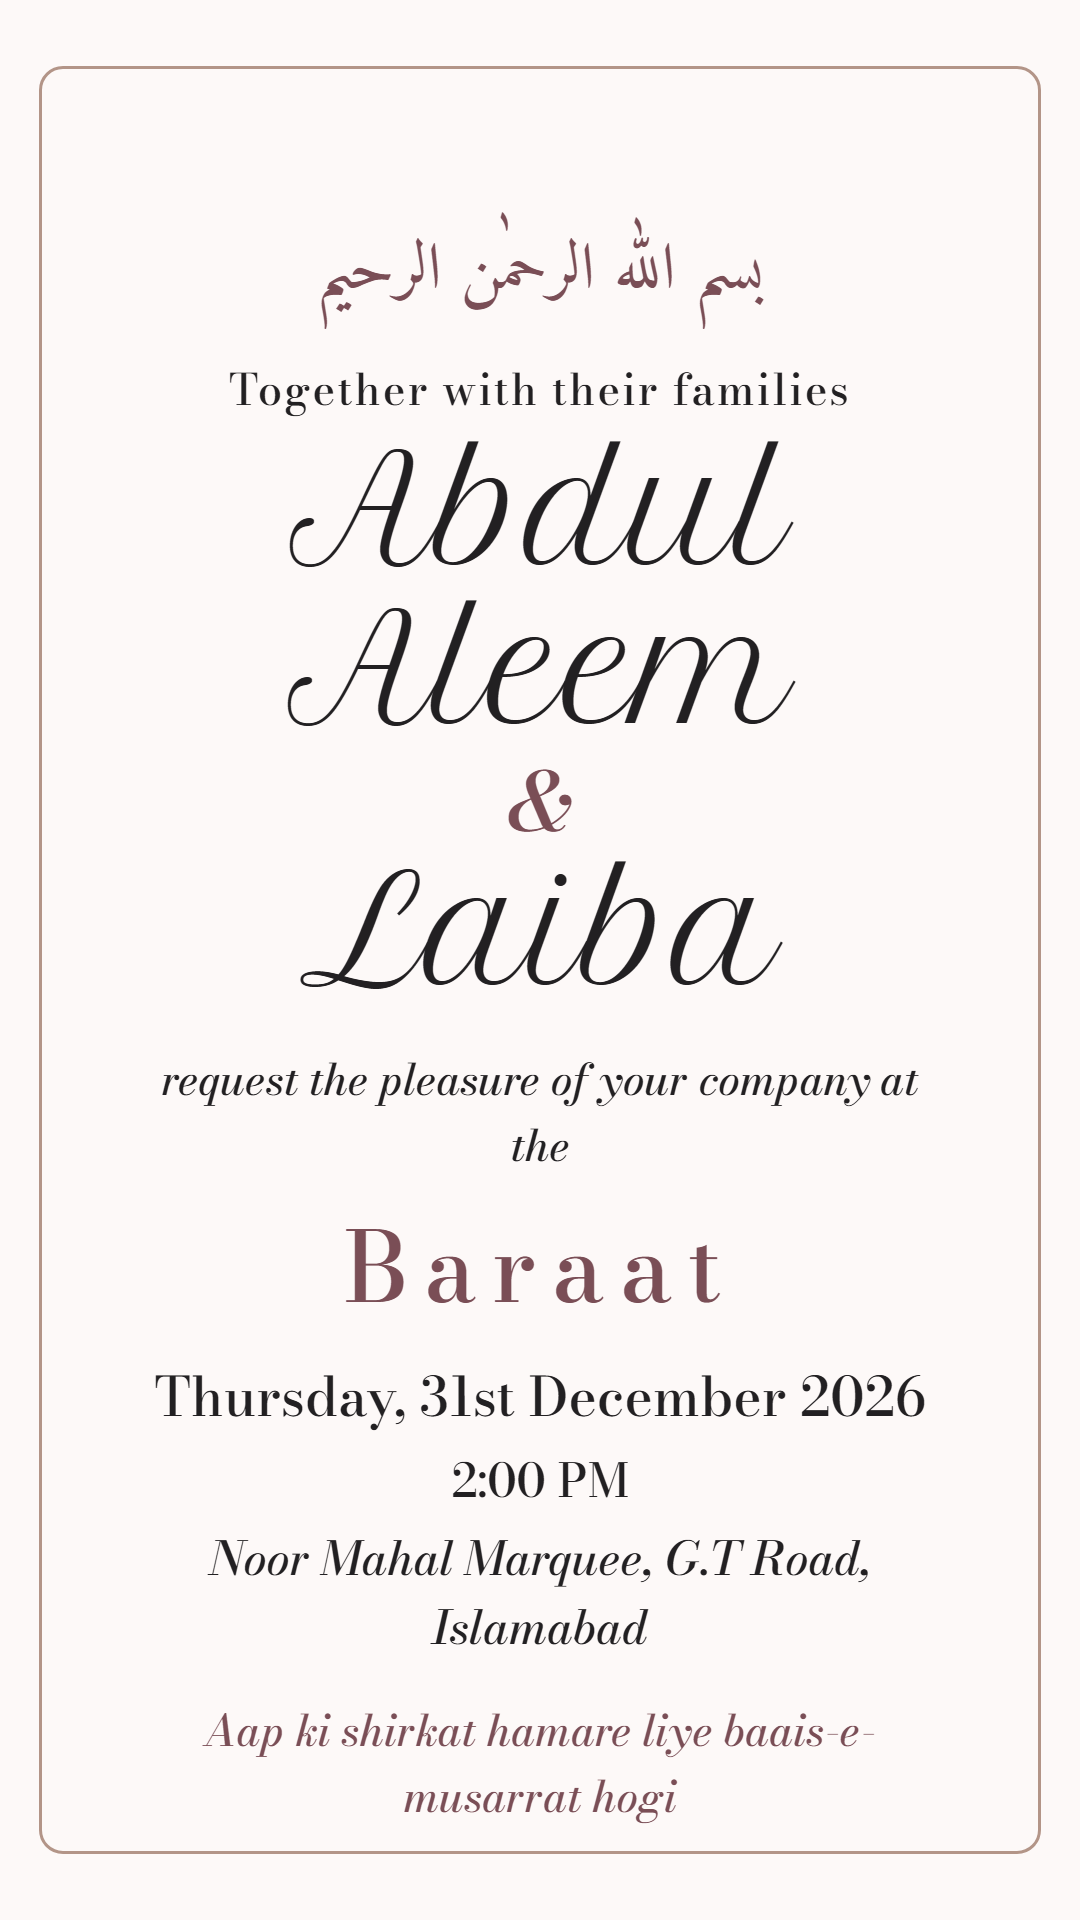 بسم الله الرحمٰن الرحيم
Together with their families
Abdul
Aleem
&
Laiba
request the pleasure of your company at
the
Baraat
Thursday, 31st December 2026
2:00 PM
Noor Mahal Marquee, G.T Road,
Islamabad
Aap ki shirkat hamare liye baais-e-
musarrat hogi